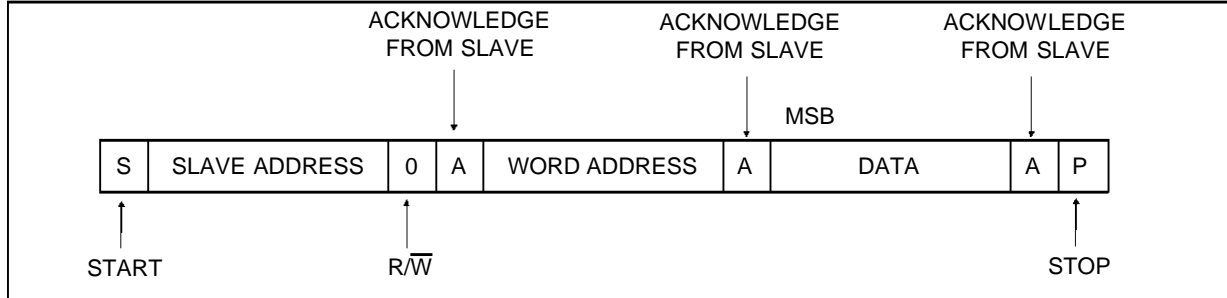 ACKNOWLEDGE ACKNOWLEDGE ACKNOWLEDGE
FROM SLAVE FROM SLAVE FROM SLAVE
MSB
S SLAVE ADDRESS 0 A WORD ADDRESS A DATA A P
START R/W̅ STOP